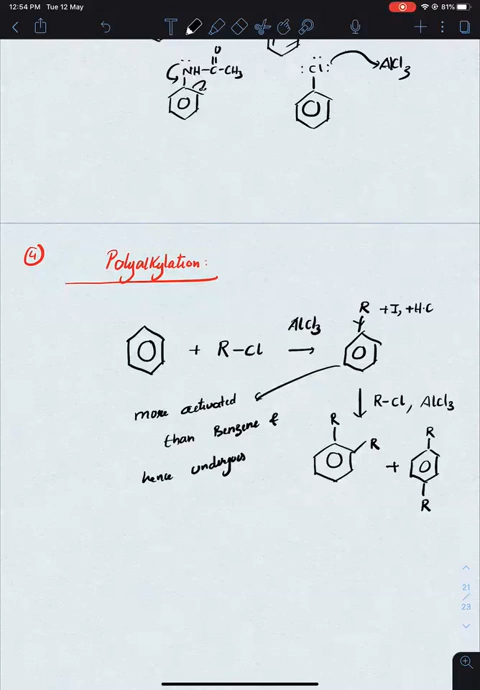 12:54 PM Tue 12 May
81%
O
NH-C-CH3
:Cl:
AlCl3
4
Polyalkylation:
+ R-Cl
AlCl3
R +I, +H.C
R-Cl, AlCl3
more activated
than Benzene &
hence undergoes
R
R
+
R
R
21
/
23